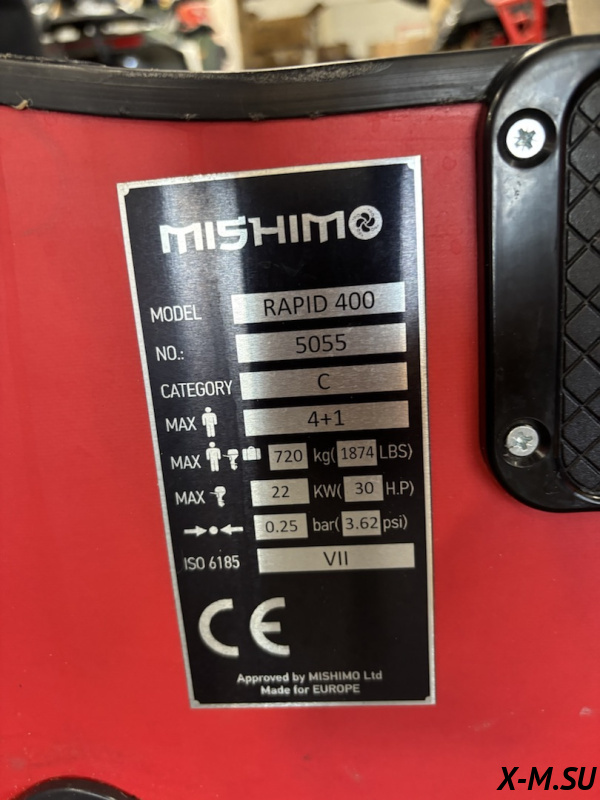 MISHIMO
MODEL RAPID 400
NO.: 5055
CATEGORY C
MAX 4+1
MAX 720 kg( 1874 LBS)
MAX 22 KW( 30 H.P)
0.25 bar( 3.62 psi)
ISO 6185 VII
CE
Approved by MISHIMO Ltd
Made for EUROPE
X-M.SU